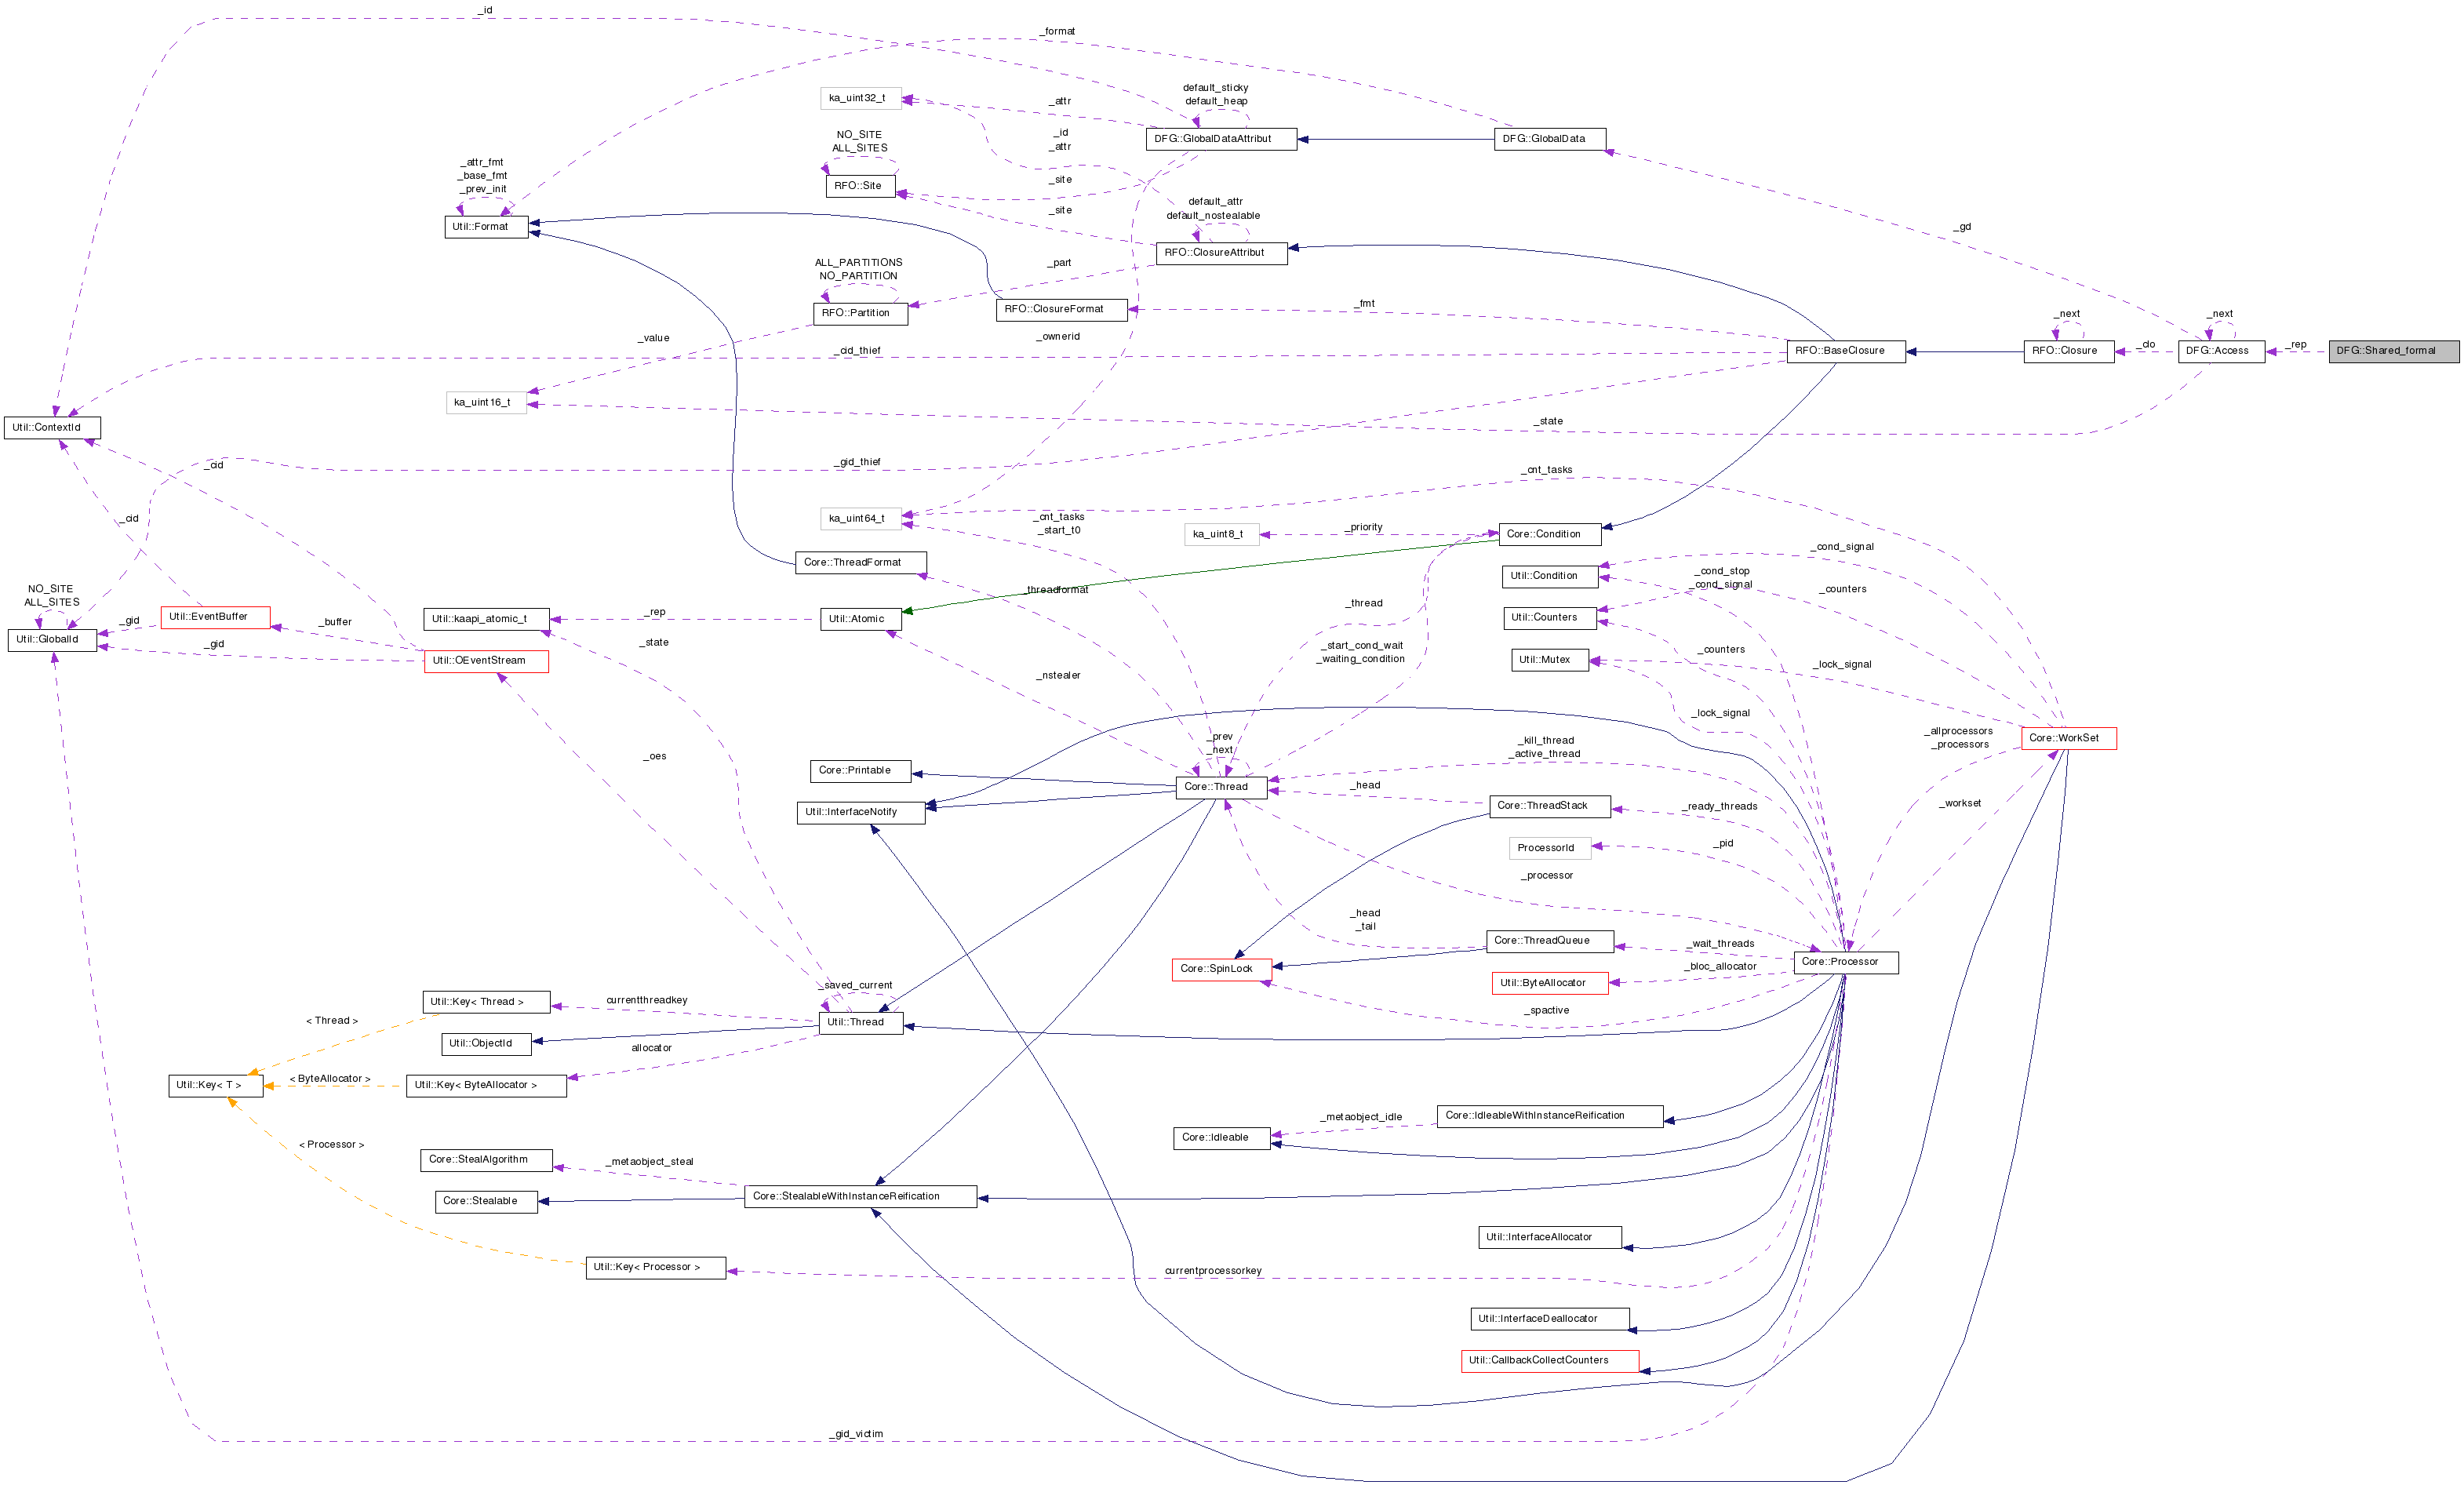 _id
_format
default_sticky
default_heap
ka_uint32_t
_attr
_id
_attr
DFG::GlobalDataAttribut
DFG::GlobalData
NO_SITE
ALL_SITES
RFO::Site
_site
_site
_attr_fmt
_base_fmt
_prev_init
Util::Format
default_attr
default_nostealable
RFO::ClosureAttribut
_gd
ALL_PARTITIONS
NO_PARTITION
_part
RFO::Partition
RFO::ClosureFormat
_fmt
_value
_ownerid
_cid_thief
RFO::BaseClosure
_next
RFO::Closure
_do
_next
DFG::Access
_rep
DFG::Shared_formal
ka_uint16_t
Util::ContextId
_state
_cid
_gid_thief
_cnt_tasks
_cid
ka_uint64_t
_cnt_tasks
_start_t0
ka_uint8_t
_priority
Core::Condition
_cond_signal
Core::ThreadFormat
Util::Condition
_cond_stop
_cond_signal
_counters
_threadformat
NO_SITE
ALL_SITES
Util::GlobalId
_gid
_gid
Util::EventBuffer
_buffer
Util::kaapi_atomic_t
_rep
Util::Atomic
_thread
Util::Counters
_state
Util::OEventStream
_start_cond_wait
_waiting_condition
Util::Mutex
_counters
_lock_signal
_nstealer
_lock_signal
_prev
_next
_kill_thread
_active_thread
_allprocessors
_processors
Core::WorkSet
_oes
Core::Printable
Core::Thread
_head
Core::ThreadStack
_ready_threads
_workset
Util::InterfaceNotify
ProcessorId
_pid
_processor
_head
_tail
Core::ThreadQueue
_wait_threads
Core::Processor
Core::SpinLock
_bloc_allocator
Util::ByteAllocator
_saved_current
_spactive
Util::Key< Thread >
currentthreadkey
Util::Thread
< Thread >
Util::ObjectId
allocator
Util::Key< T >
< ByteAllocator >
Util::Key< ByteAllocator >
_metaobject_idle
Core::IdleableWithInstanceReification
Core::Idleable
< Processor >
Core::StealAlgorithm
_metaobject_steal
Core::Stealable
Core::StealableWithInstanceReification
Util::InterfaceAllocator
Util::Key< Processor >
currentprocessorkey
Util::InterfaceDeallocator
Util::CallbackCollectCounters
_gid_victim